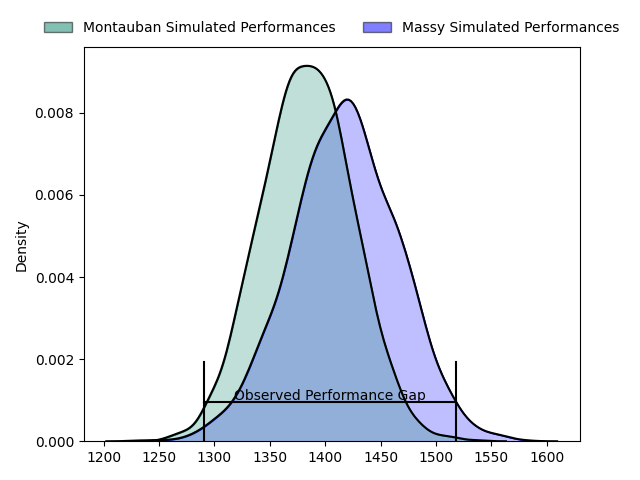 Montauban Simulated Performances
Massy Simulated Performances
Density
0.008
0.006
0.004
0.002
0.000
Observed Performance Gap
1200 1250 1300 1350 1400 1450 1500 1550 1600